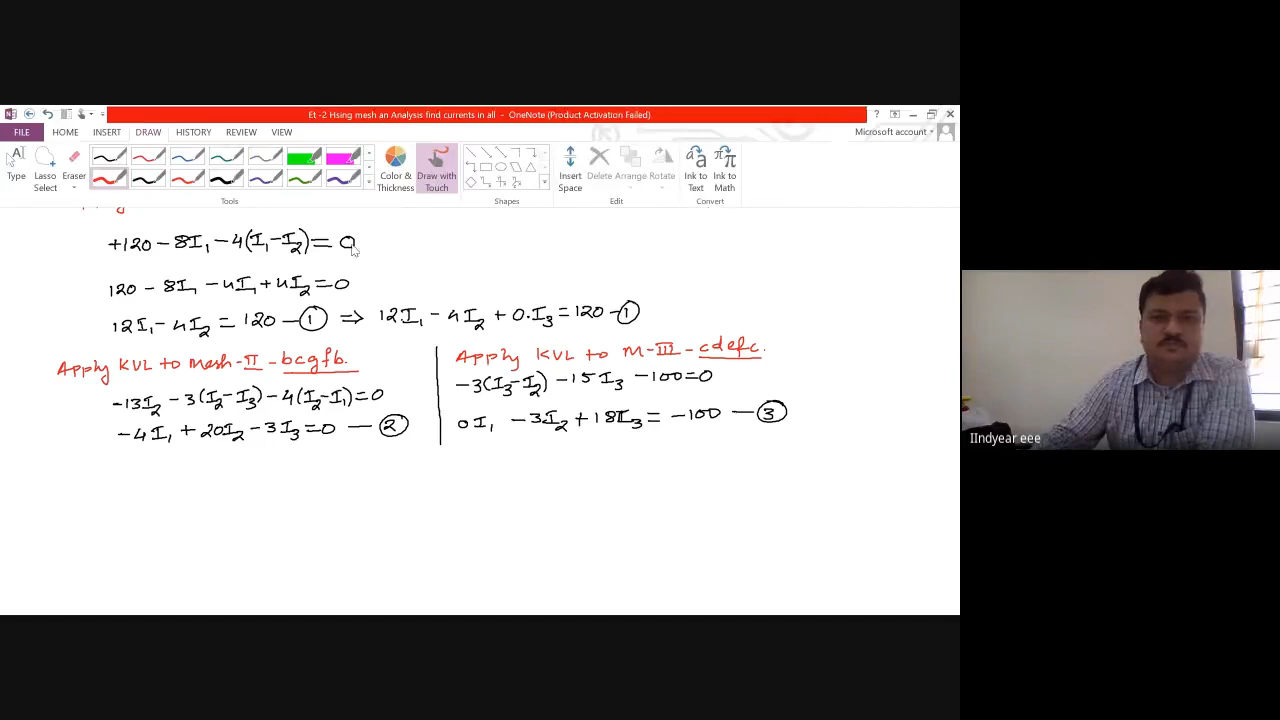 Et -2 Hsing mesh an Analysis find currents in all - OneNote (Product Activation Failed)
FILE HOME INSERT DRAW HISTORY REVIEW VIEW
Microsoft account
Type Lasso Select Eraser Color & Thickness Draw with Touch Insert Space Delete Arrange Rotate Ink to Text Ink to Math
Tools Shapes Edit Convert
+120 - 8I₁ - 4(I₁-I₂) = 0
120 - 8I₁ - 4I₁ + 4I₂ = 0
12I₁ - 4I₂ = 120 — ① ⇒ 12I₁ - 4I₂ + 0.I₃ = 120 - ①
Apply KVL to mesh-II - bcgfb.
-13I₂ - 3(I₂-I₃) - 4(I₂-I₁) = 0
-4I₁ + 20I₂ - 3I₃ = 0 — ②
Apply KVL to M-III - cdefc.
-3(I₃-I₂) - 15I₃ - 100 = 0
0I₁ - 3I₂ + 18I₃ = -100 — ③
IIndyear eee